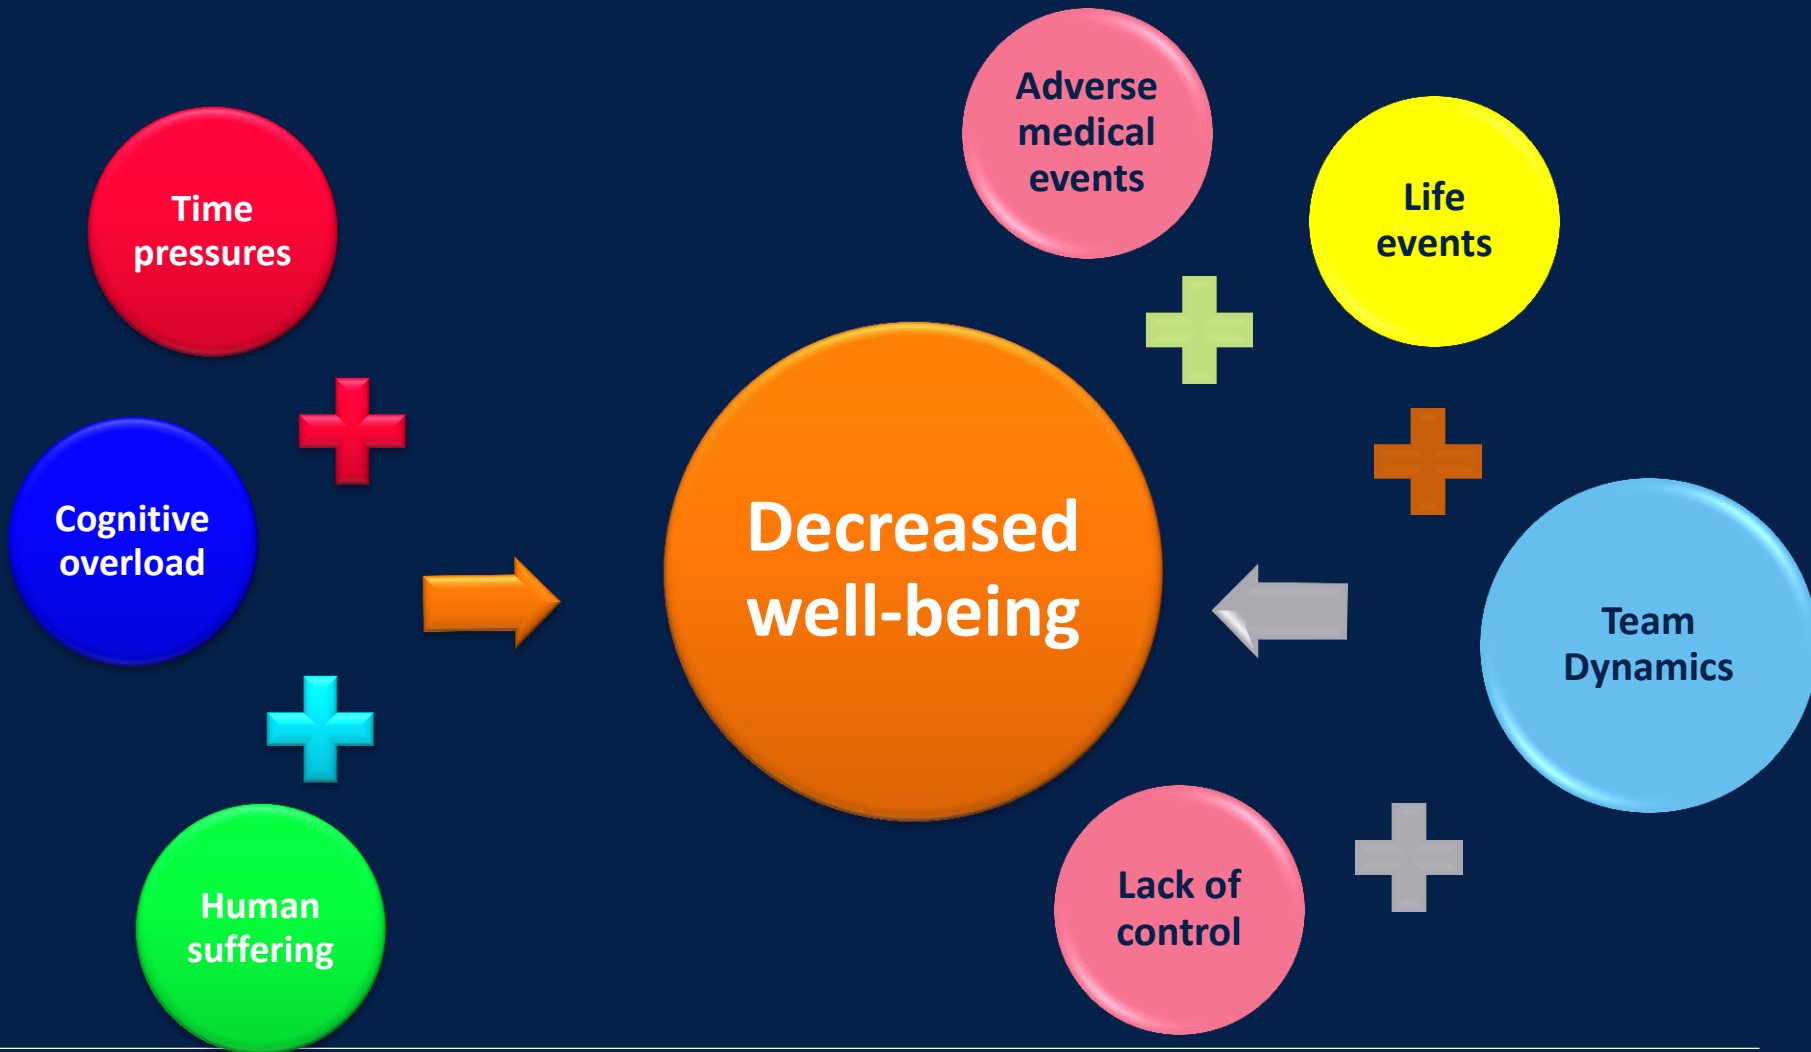 Time
pressures
Cognitive
overload
Human
suffering
Decreased
well-being
Adverse
medical
events
Life
events
Team
Dynamics
Lack of
control